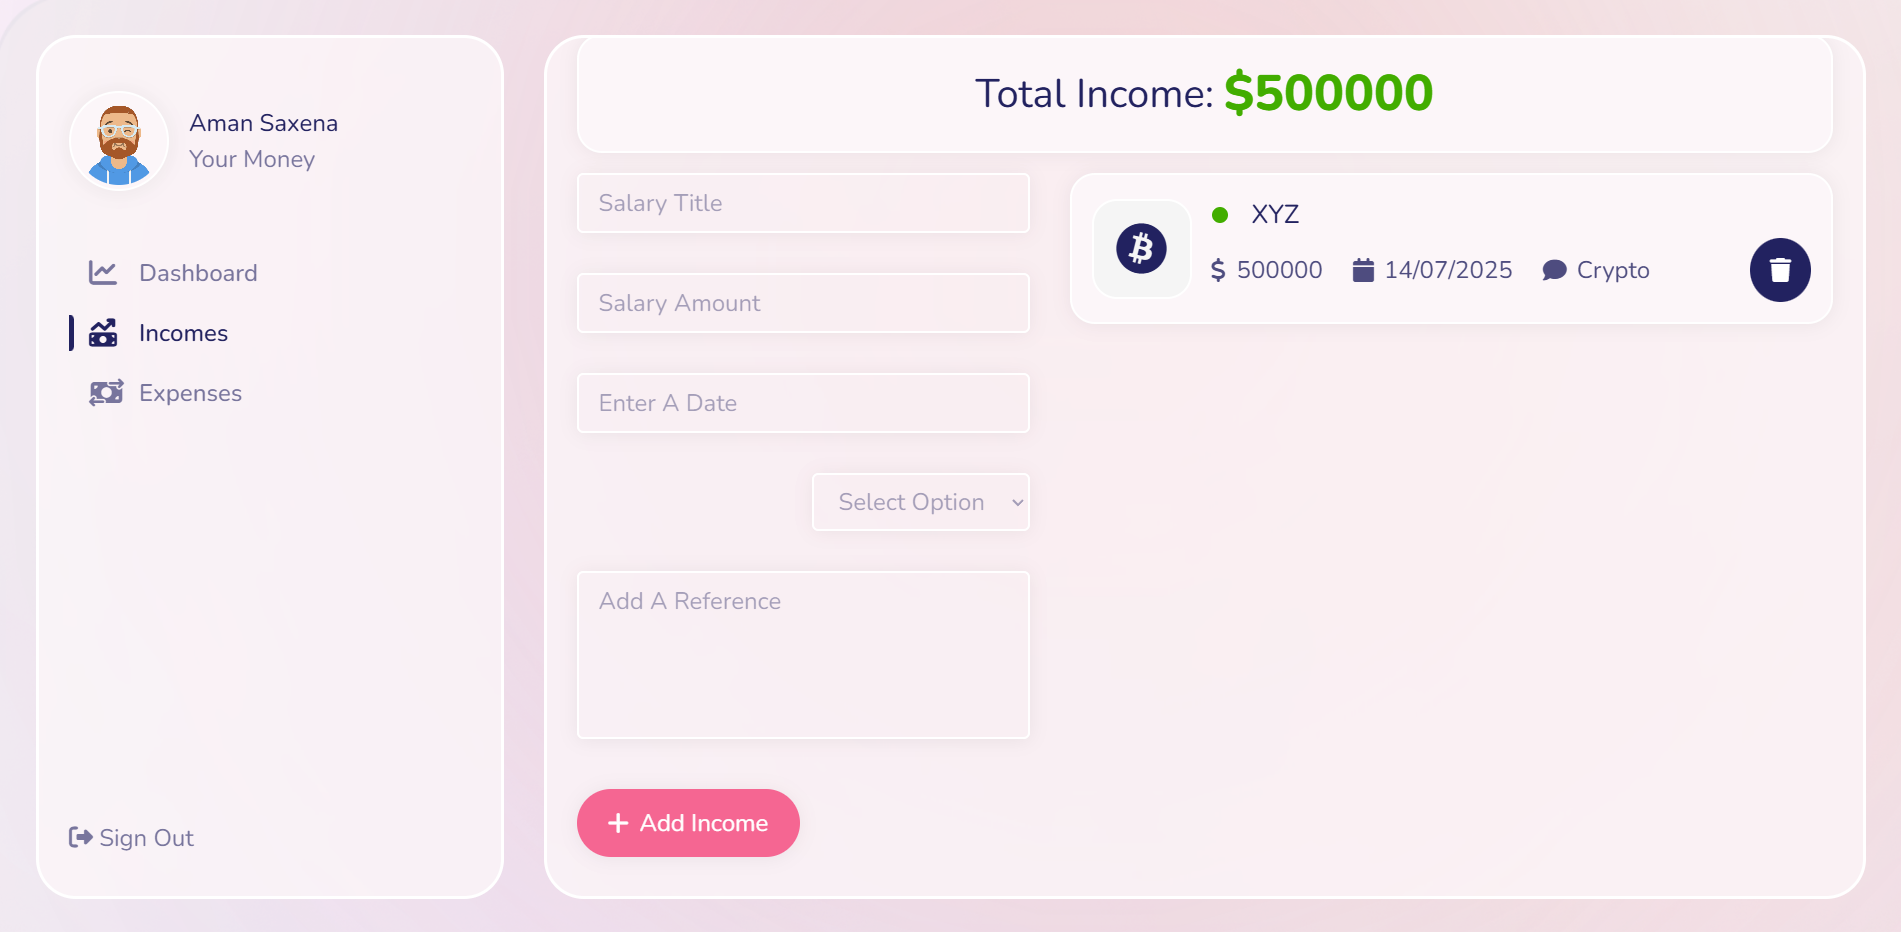 Aman Saxena
Your Money
Dashboard
Incomes
Expenses
Sign Out
Total Income: $500000
Salary Title
Salary Amount
Enter A Date
Select Option
Add A Reference
+ Add Income
XYZ
$ 500000 14/07/2025 Crypto